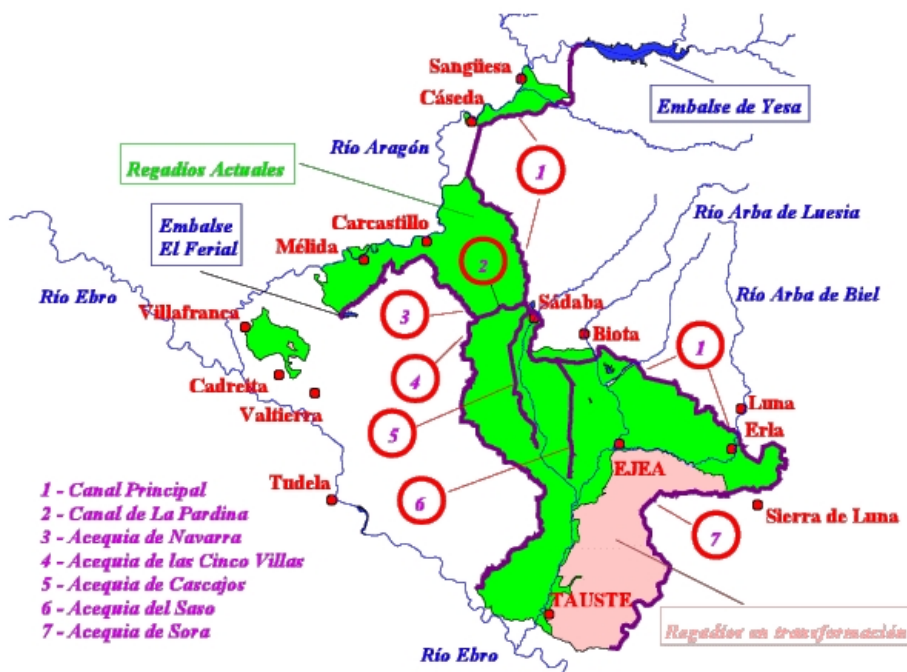 Sangüesa
Cáseda
Embalse de Yesa
Río Aragón
1
Regadíos Actuales
Río Arba de Luesia
Embalse
El Ferial
Carcastillo
Mélida
2
Río Ebro
Río Arba de Biel
Villafranca
3
Sádaba
Biota
1
4
Cadreita
Valtierra
Luna
5
Erla
EJEA
Tudela
6
Sierra de Luna
7
1 - Canal Principal
2 - Canal de La Pardina
3 - Acequia de Navarra
4 - Acequia de las Cinco Villas
5 - Acequia de Cascajos
6 - Acequia del Saso
7 - Acequia de Sora
TAUSTE
Regadíos en transformación
Río Ebro